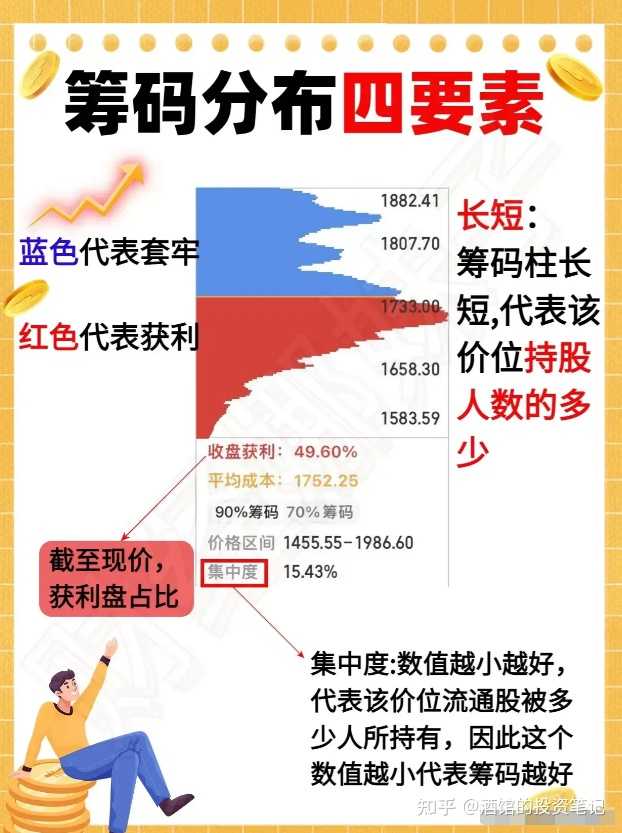 筹码分布四要素
蓝色代表套牢
红色代表获利
1882.41
1807.70
1733.00
1658.30
1583.59
长短：
筹码柱长
短,代表该
价位持股
人数的多
少
收盘获利：49.60%
平均成本：1752.25
90%筹码 70%筹码
价格区间 1455.55-1986.60
集中度 15.43%
截至现价，
获利盘占比
集中度:数值越小越好，
代表该价位流通股被多
少人所持有，因此这个
数值越小代表筹码越好
知乎 @酒馆的投资笔记